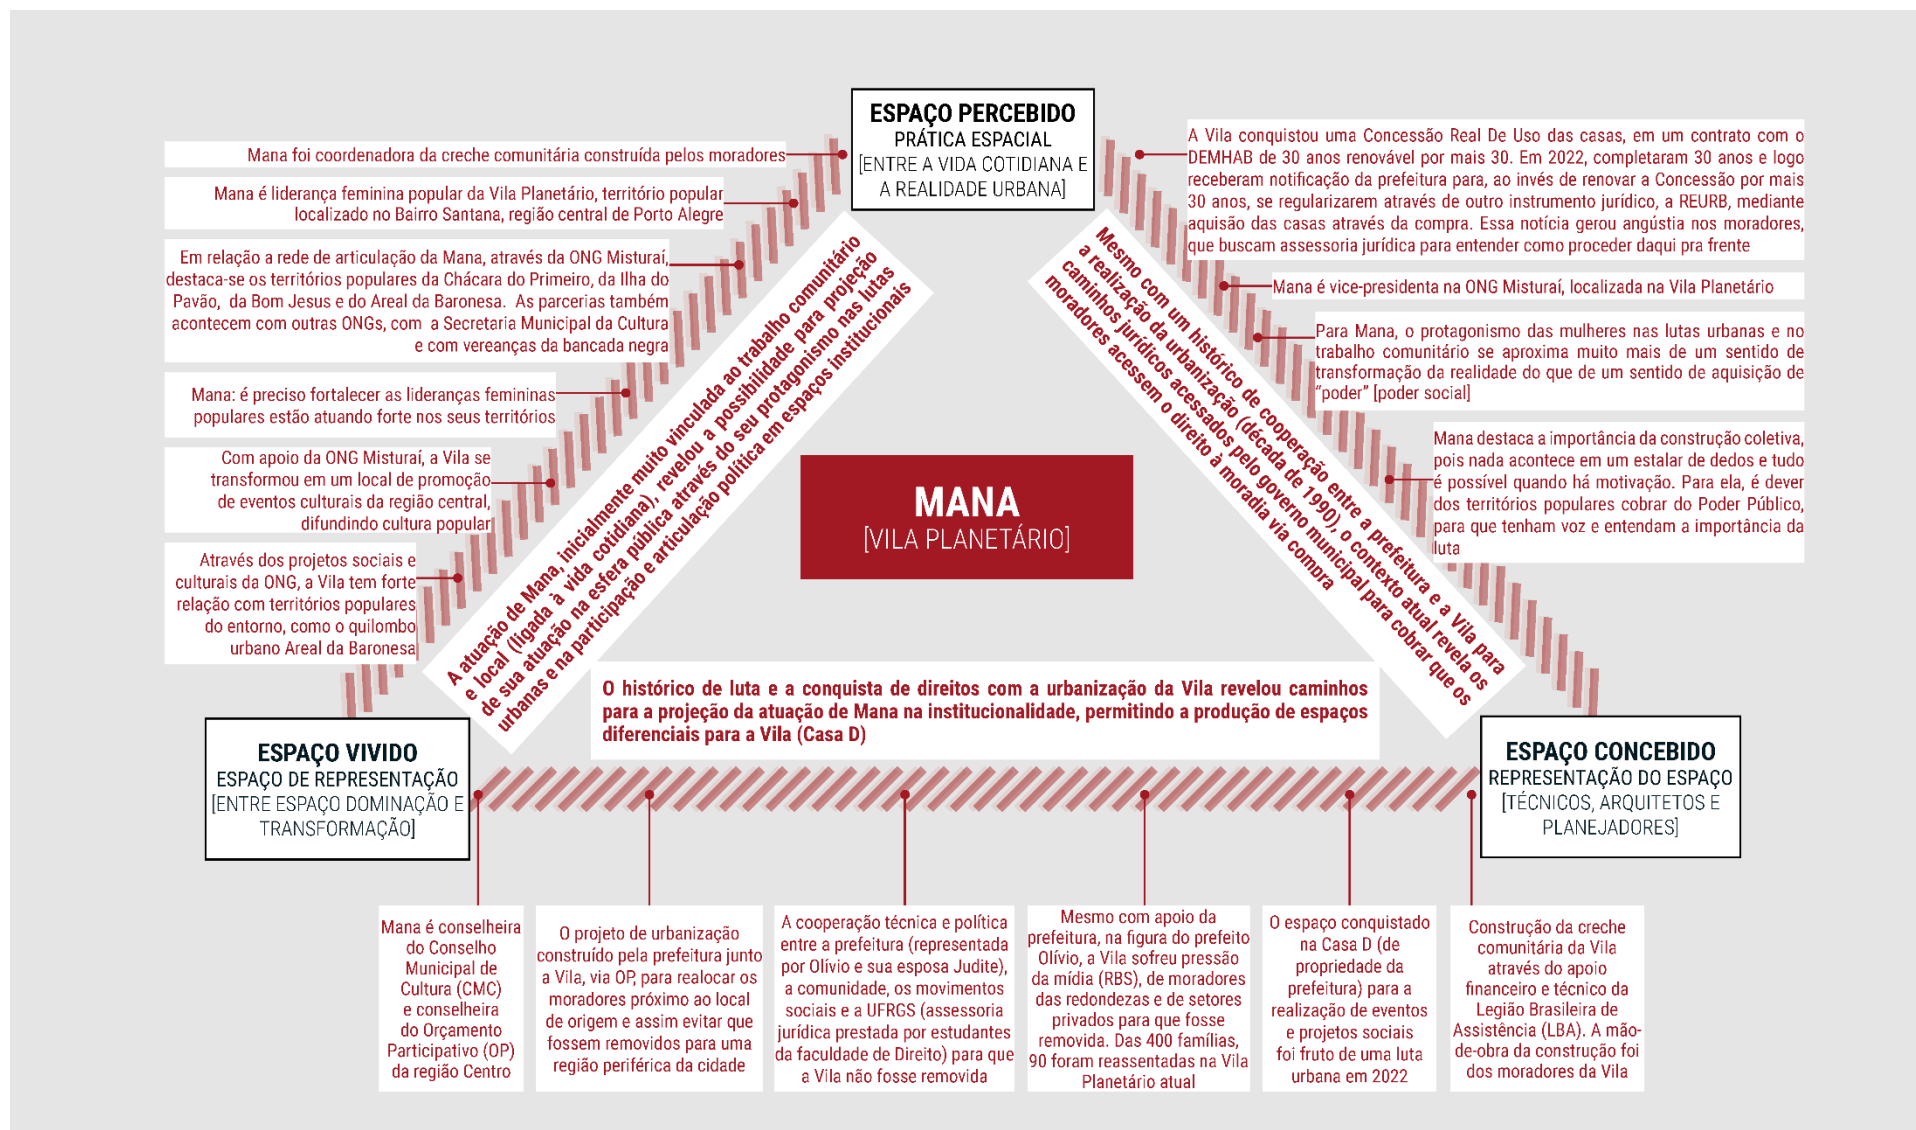 ESPAÇO PERCEBIDO
PRÁTICA ESPACIAL
[ENTRE A VIDA COTIDIANA E
A REALIDADE URBANA]
Mana foi coordenadora da creche comunitária construída pelos moradores
Mana é liderança feminina popular da Vila Planetário, território popular
localizado no Bairro Santana, região central de Porto Alegre
Em relação a rede de articulação da Mana, através da ONG Misturaí,
destaca-se os territórios populares da Chácara do Primeiro, da Ilha do
Pavão, da Bom Jesus e do Areal da Baronesa. As parcerias também
acontecem com outras ONGs, com a Secretaria Municipal da Cultura
e com vereanças da bancada negra
Mana: é preciso fortalecer as lideranças femininas
populares estão atuando forte nos seus territórios
Com apoio da ONG Misturaí, a Vila se
transformou em um local de promoção
de eventos culturais da região central,
difundindo cultura popular
Através dos projetos sociais e
culturais da ONG, a Vila tem forte
relação com territórios populares
do entorno, como o quilombo
urbano Areal da Baronesa
A atuação de Mana, inicialmente muito vinculada ao trabalho comunitário
e local (ligada à vida cotidiana), revelou a possibilidade para projeção
de sua atuação na esfera pública através do seu protagonismo nas lutas
urbanas e na participação e articulação política em espaços institucionais
MANA
[VILA PLANETÁRIO]
Mesmo com um histórico de cooperação entre a prefeitura e a Vila para
a realização da urbanização (década de 1990), o contexto atual revela os
caminhos jurídicos acessados pelo governo municipal para cobrar que os
moradores acessem o direito à moradia via compra
A Vila conquistou uma Concessão Real De Uso das casas, em um contrato com o
DEMHAB de 30 anos renovável por mais 30. Em 2022, completaram 30 anos e logo
receberam notificação da prefeitura para, ao invés de renovar a Concessão por mais
30 anos, se regularizarem através de outro instrumento jurídico, a REURB, mediante
aquisão das casas através da compra. Essa notícia gerou angústia nos moradores,
que buscam assessoria jurídica para entender como proceder daqui pra frente
Mana é vice-presidenta na ONG Misturaí, localizada na Vila Planetário
Para Mana, o protagonismo das mulheres nas lutas urbanas e no
trabalho comunitário se aproxima muito mais de um sentido de
transformação da realidade do que de um sentido de aquisição de
“poder” [poder social]
Mana destaca a importância da construção coletiva,
pois nada acontece em um estalar de dedos e tudo
é possível quando há motivação. Para ela, é dever
dos territórios populares cobrar do Poder Público,
para que tenham voz e entendam a importância da
luta
O histórico de luta e a conquista de direitos com a urbanização da Vila revelou caminhos
para a projeção da atuação de Mana na institucionalidade, permitindo a produção de espaços
diferenciais para a Vila (Casa D)
ESPAÇO VIVIDO
ESPAÇO DE REPRESENTAÇÃO
[ENTRE ESPAÇO DOMINAÇÃO E
TRANSFORMAÇÃO]
ESPAÇO CONCEBIDO
REPRESENTAÇÃO DO ESPAÇO
[TÉCNICOS, ARQUITETOS E
PLANEJADORES]
Mana é conselheira
do Conselho
Municipal de
Cultura (CMC)
e conselheira
do Orçamento
Participativo (OP)
da região Centro
O projeto de urbanização
construído pela prefeitura junto
a Vila, via OP, para realocar os
moradores próximo ao local
de origem e assim evitar que
fossem removidos para uma
região periférica da cidade
A cooperação técnica e política
entre a prefeitura (representada
por Olívio e sua esposa Judite),
a comunidade, os movimentos
sociais e a UFRGS (assessoria
jurídica prestada por estudantes
da faculdade de Direito) para que
a Vila não fosse removida
Mesmo com apoio da
prefeitura, na figura do prefeito
Olívio, a Vila sofreu pressão
da mídia (RBS), de moradores
das redondezas e de setores
privados para que fosse
removida. Das 400 famílias,
90 foram reassentadas na Vila
Planetário atual
O espaço conquistado
na Casa D (de
propriedade da
prefeitura) para a
realização de eventos
e projetos sociais
foi fruto de uma luta
urbana em 2022
Construção da creche
comunitária da Vila
através do apoio
financeiro e técnico da
Legião Brasileira de
Assistência (LBA). A mão-
de-obra da construção foi
dos moradores da Vila